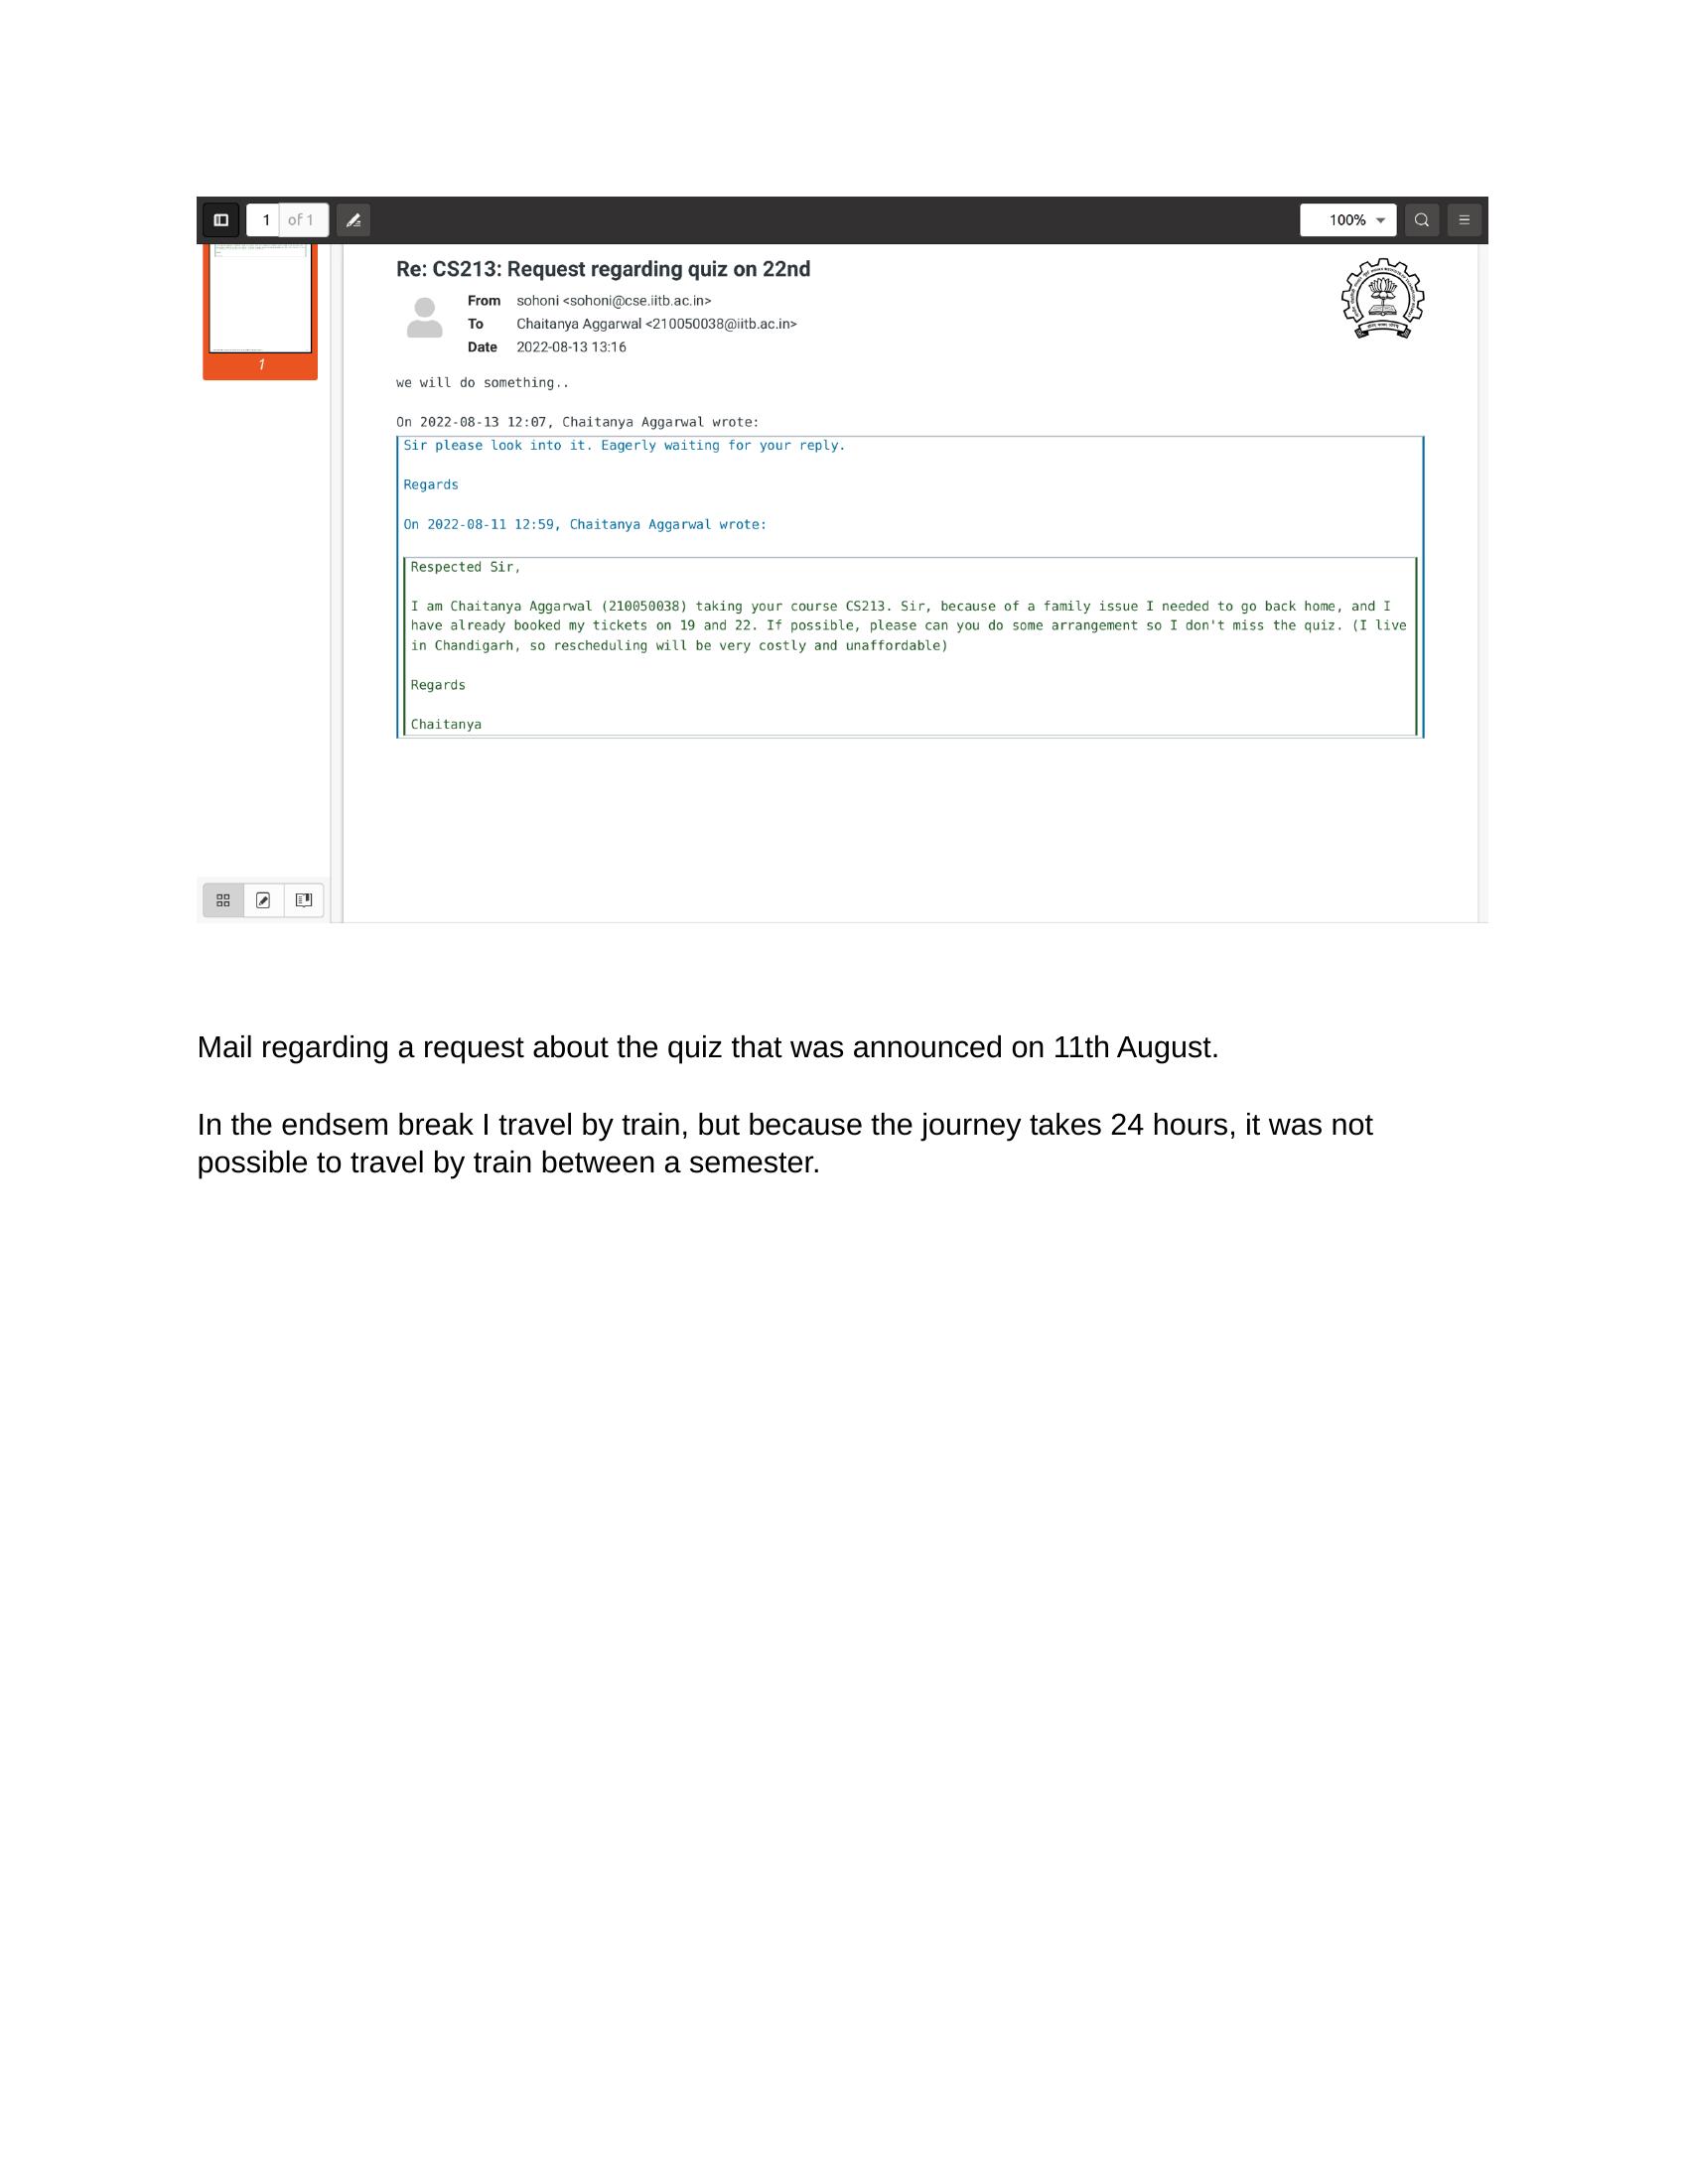 1 of 1
100%
1
Re: CS213: Request regarding quiz on 22nd
From sohoni <sohoni@cse.iitb.ac.in>
To Chaitanya Aggarwal <210050038@iitb.ac.in>
Date 2022-08-13 13:16
we will do something..
On 2022-08-13 12:07, Chaitanya Aggarwal wrote:
Sir please look into it. Eagerly waiting for your reply.
Regards
On 2022-08-11 12:59, Chaitanya Aggarwal wrote:
Respected Sir,
I am Chaitanya Aggarwal (210050038) taking your course CS213. Sir, because of a family issue I needed to go back home, and I
have already booked my tickets on 19 and 22. If possible, please can you do some arrangement so I don't miss the quiz. (I live
in Chandigarh, so rescheduling will be very costly and unaffordable)
Regards
Chaitanya
Mail regarding a request about the quiz that was announced on 11th August.
In the endsem break I travel by train, but because the journey takes 24 hours, it was not
possible to travel by train between a semester.